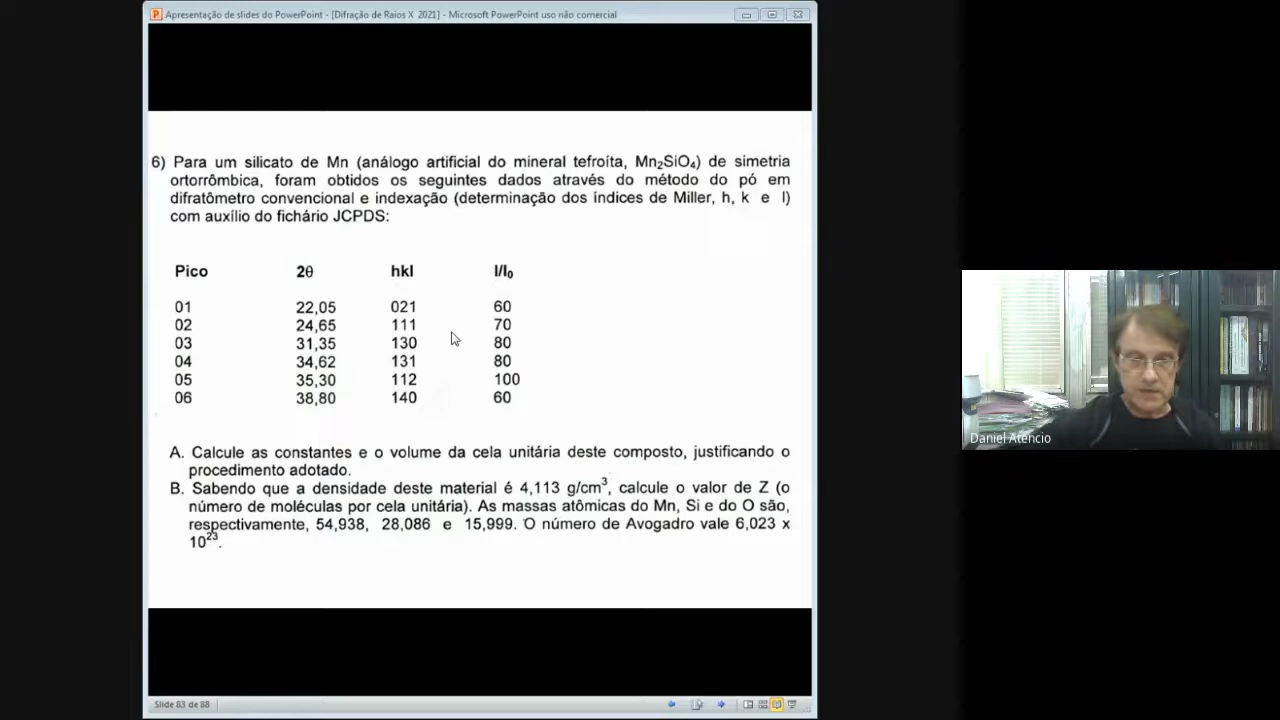 Apresentação de slides do PowerPoint - [Difração de Raios X 2021] - Microsoft PowerPoint uso não comercial
6) Para um silicato de Mn (análogo artificial do mineral tefroíta, Mn₂SiO₄) de simetria
ortorrômbica, foram obtidos os seguintes dados através do método do pó em
difratômetro convencional e indexação (determinação dos índices de Miller, h, k e l)
com auxílio do fichário JCPDS:
Pico 2θ hkl I/I₀
01 22,05 021 60
02 24,65 111 70
03 31,35 130 80
04 34,62 131 80
05 35,30 112 100
06 38,80 140 60
A. Calcule as constantes e o volume da cela unitária deste composto, justificando o
procedimento adotado.
B. Sabendo que a densidade deste material é 4,113 g/cm³, calcule o valor de Z (o
número de moléculas por cela unitária). As massas atômicas do Mn, Si e do O são,
respectivamente, 54,938, 28,086 e 15,999. O número de Avogadro vale 6,023 x
10²³.
Daniel Atencio
Slide 83 de 88